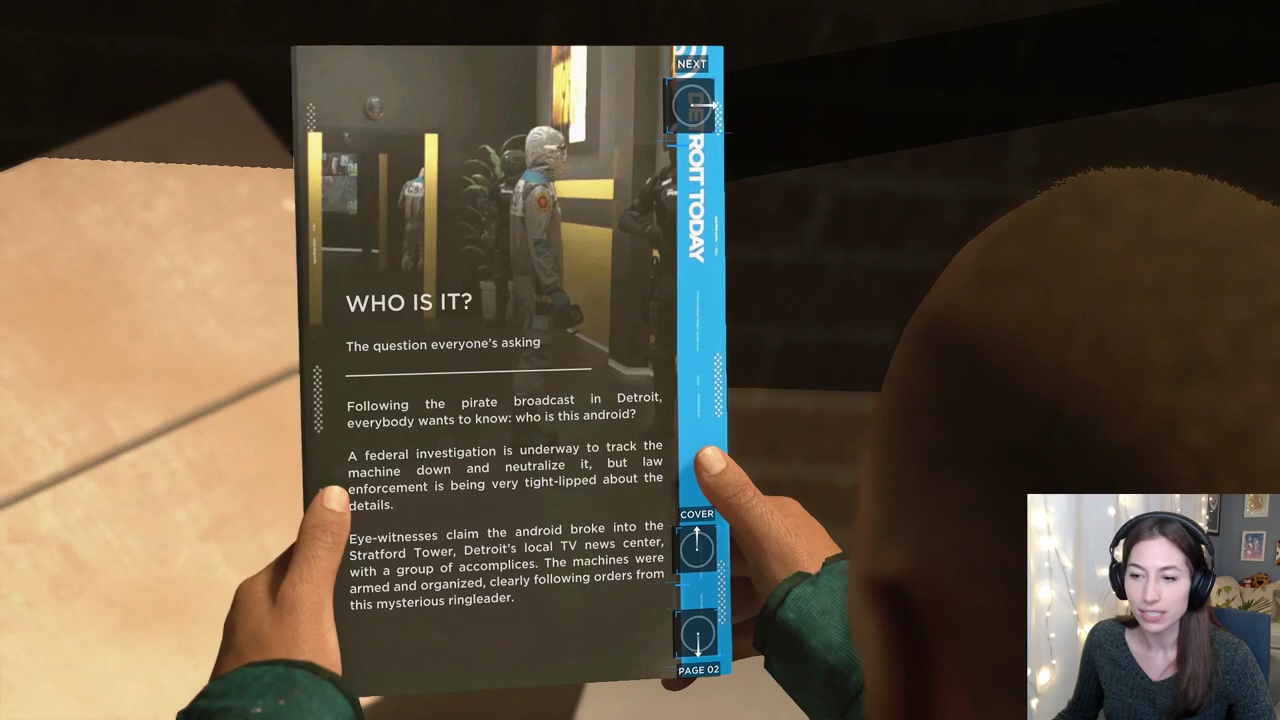 NEXT
DETROIT TODAY
WHO IS IT?
The question everyone's asking
Following the pirate broadcast in Detroit,
everybody wants to know: who is this android?
A federal investigation is underway to track the
machine down and neutralize it, but law
enforcement is being very tight-lipped about the
details.
Eye-witnesses claim the android broke into the
Stratford Tower, Detroit's local TV news center,
with a group of accomplices. The machines were
armed and organized, clearly following orders from
this mysterious ringleader.
COVER
PAGE 02